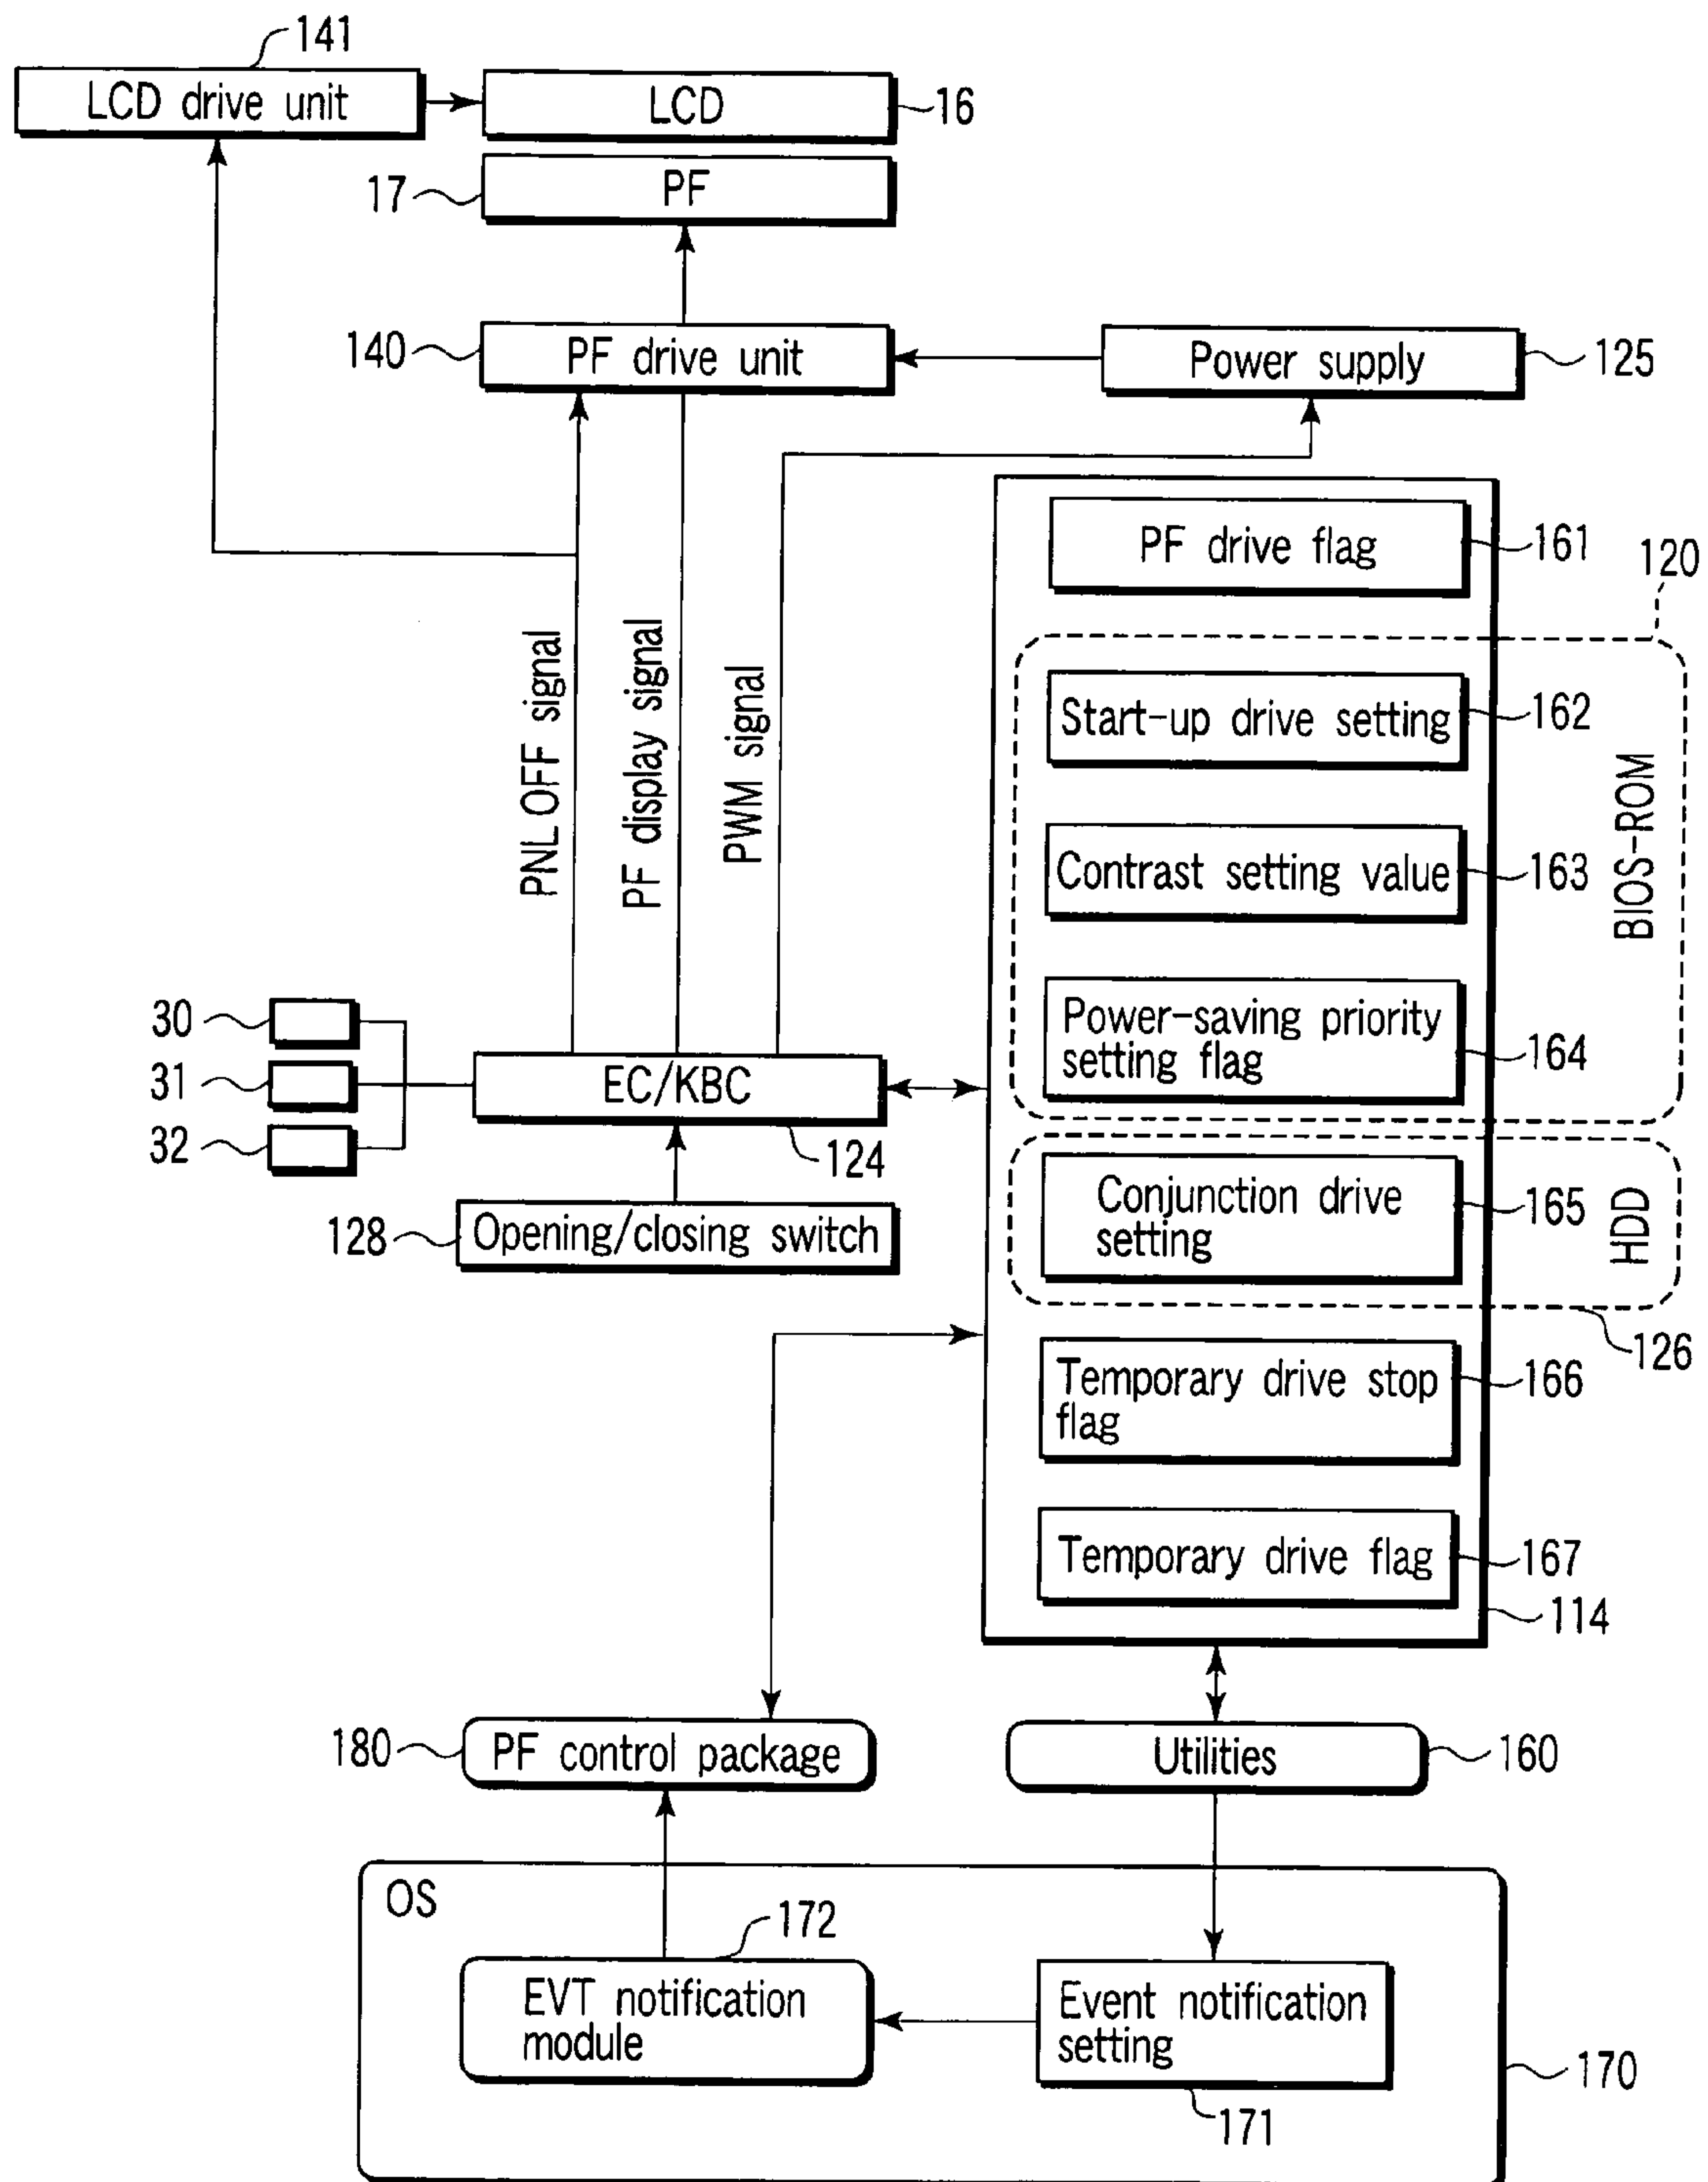 141
LCD drive unit
LCD
16
17
PF
140
PF drive unit
Power supply
125
PF drive flag
161
120
PNL OFF signal
PF display signal
PWM signal
Start-up drive setting
162
BIOS-ROM
Contrast setting value
163
Power-saving priority
setting flag
164
30
31
32
EC/KBC
124
128
Opening/closing switch
Conjunction drive
setting
165
HDD
126
Temporary drive stop
flag
166
Temporary drive flag
167
114
180
PF control package
Utilities
160
OS
172
EVT notification
module
Event notification
setting
171
170